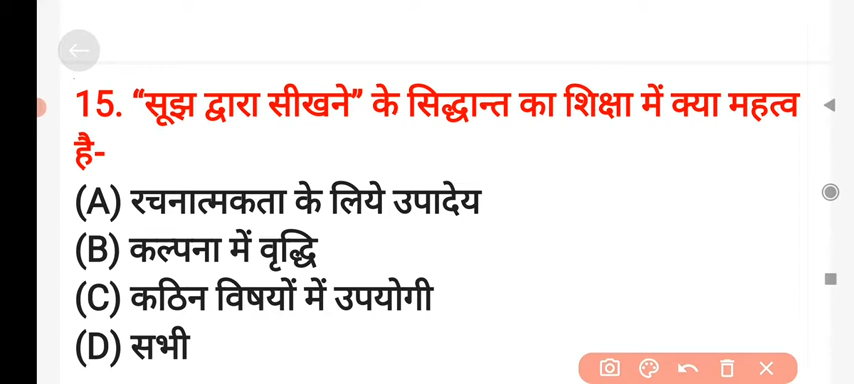 15. “सूझ द्वारा सीखने” के सिद्धान्त का शिक्षा में क्या महत्व
है-
(A) रचनात्मकता के लिये उपादेय
(B) कल्पना में वृद्धि
(C) कठिन विषयों में उपयोगी
(D) सभी